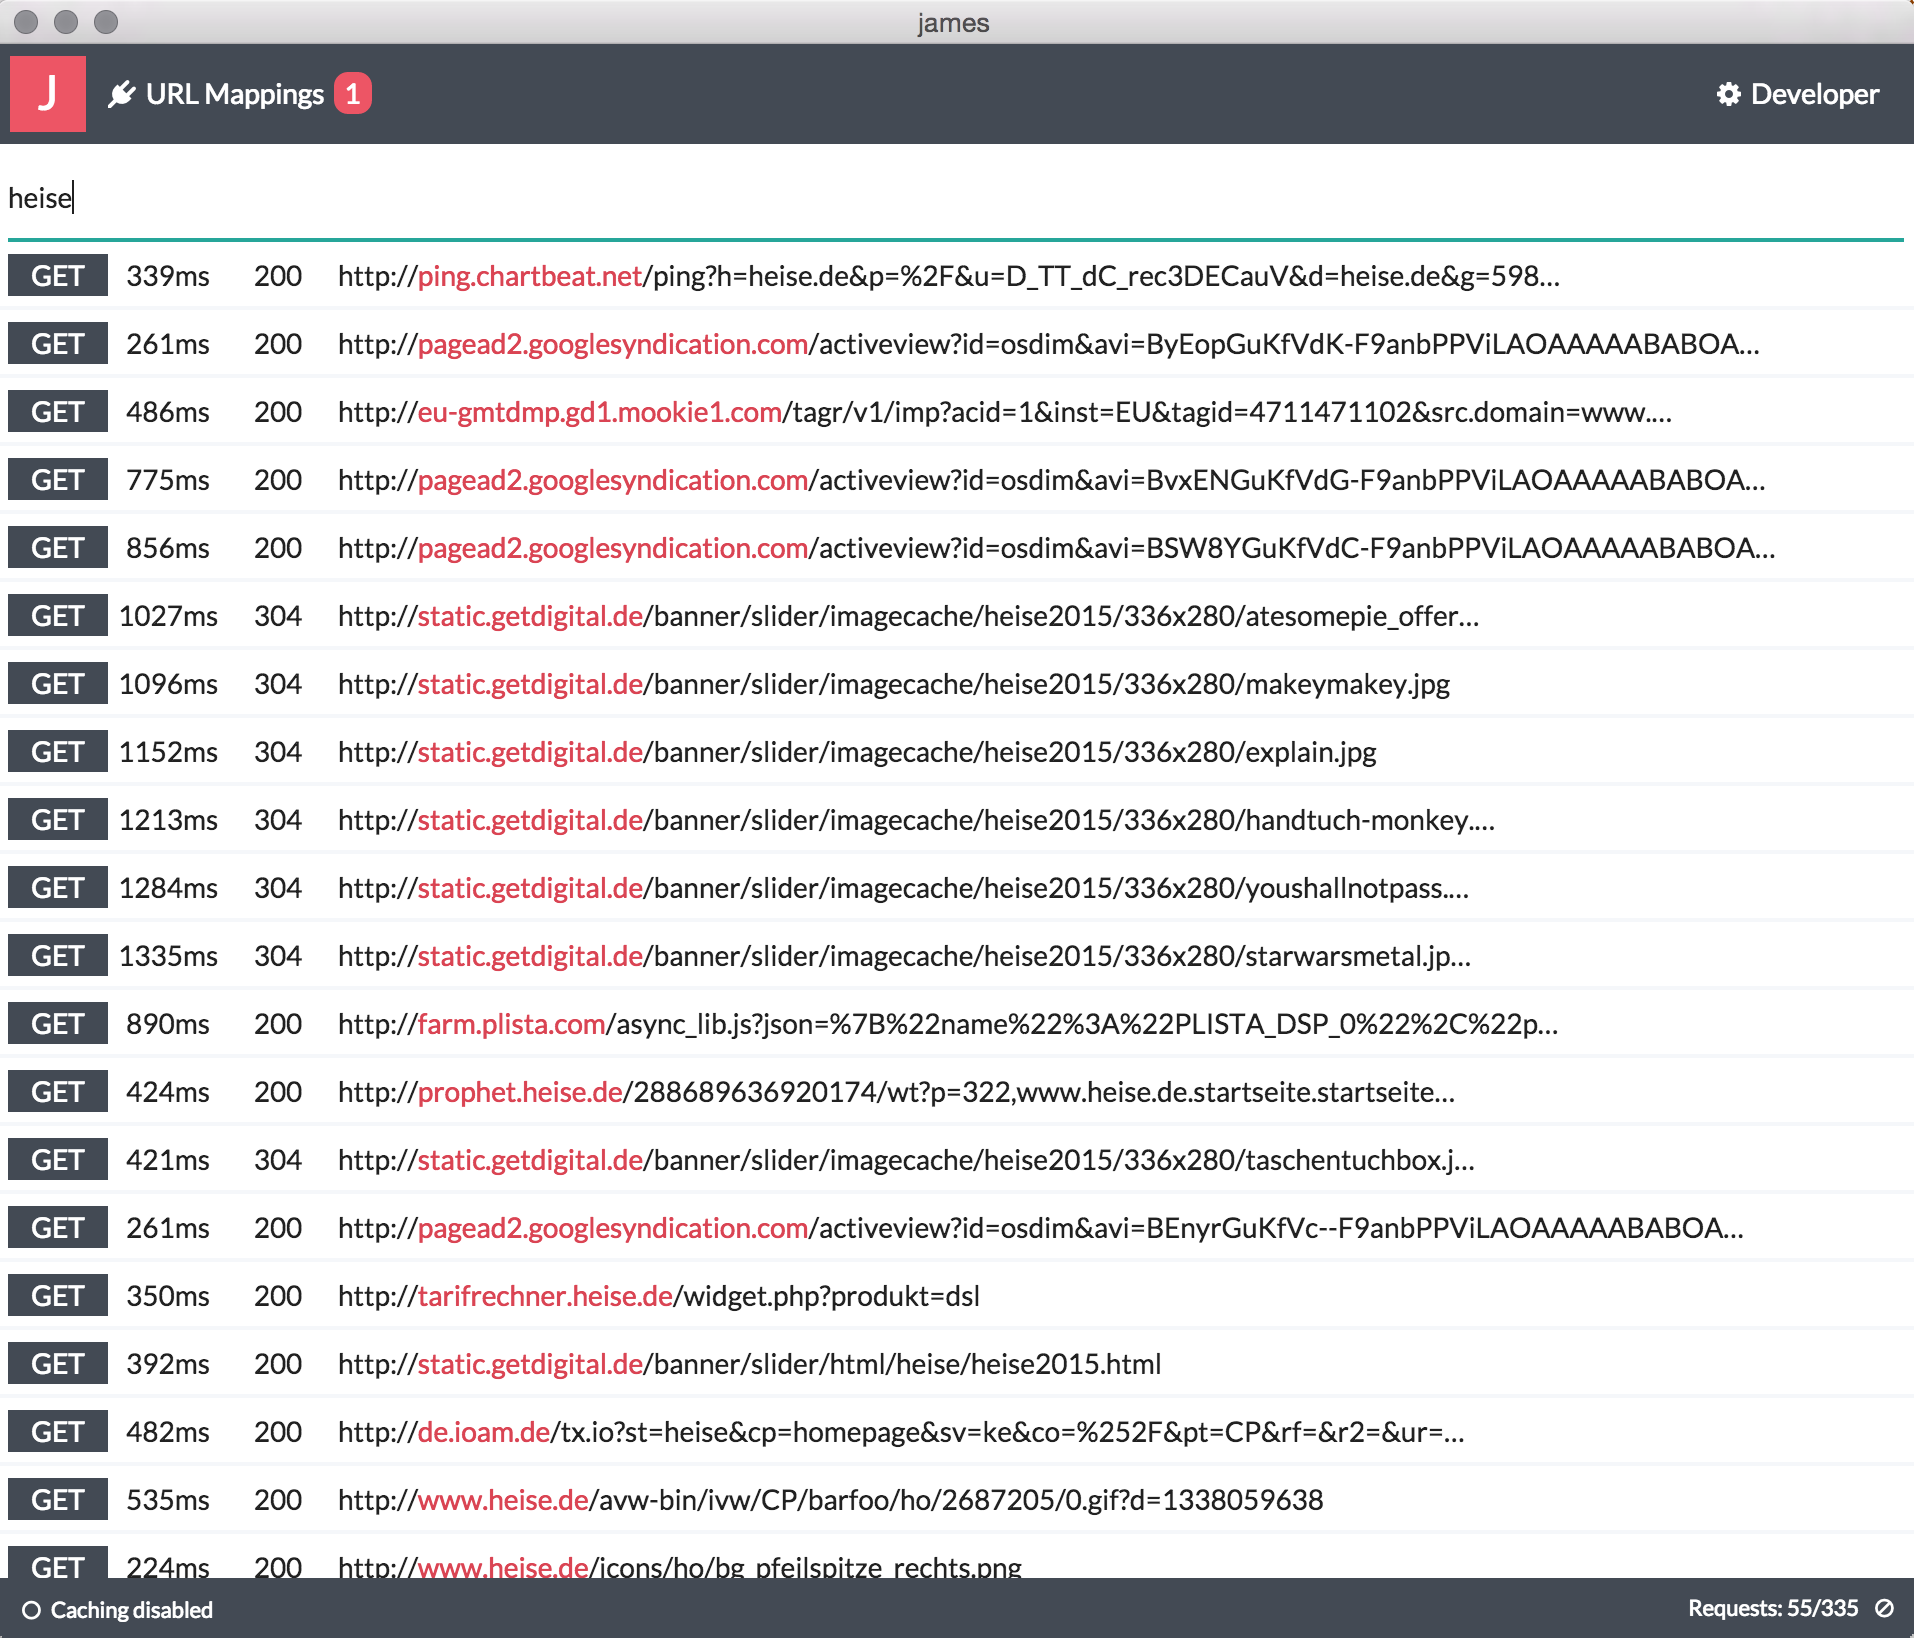 james
J URL Mappings 1 Developer
heise
GET 339ms 200 http://ping.chartbeat.net/ping?h=heise.de&p=%2F&u=D_TT_dC_rec3DECauV&d=heise.de&g=598...
GET 261ms 200 http://pagead2.googlesyndication.com/activeview?id=osdim&avi=ByEopGuKfVdK-F9anbPPViLAOAAAAABABOA...
GET 486ms 200 http://eu-gmtdmp.gd1.mookie1.com/tagr/v1/imp?acid=1&inst=EU&tagid=4711471102&src.domain=www....
GET 775ms 200 http://pagead2.googlesyndication.com/activeview?id=osdim&avi=BvxENGuKfVdG-F9anbPPViLAOAAAAABABOA...
GET 856ms 200 http://pagead2.googlesyndication.com/activeview?id=osdim&avi=BSW8YGuKfVdC-F9anbPPViLAOAAAAABABOA...
GET 1027ms 304 http://static.getdigital.de/banner/slider/imagecache/heise2015/336x280/atesomepie_offer...
GET 1096ms 304 http://static.getdigital.de/banner/slider/imagecache/heise2015/336x280/makeymakey.jpg
GET 1152ms 304 http://static.getdigital.de/banner/slider/imagecache/heise2015/336x280/explain.jpg
GET 1213ms 304 http://static.getdigital.de/banner/slider/imagecache/heise2015/336x280/handtuch-monkey....
GET 1284ms 304 http://static.getdigital.de/banner/slider/imagecache/heise2015/336x280/youshallnotpass....
GET 1335ms 304 http://static.getdigital.de/banner/slider/imagecache/heise2015/336x280/starwarsmetal.jp...
GET 890ms 200 http://farm.plista.com/async_lib.js?json=%7B%22name%22%3A%22PLISTA_DSP_0%22%2C%22p...
GET 424ms 200 http://prophet.heise.de/288689636920174/wt?p=322,www.heise.de.startseite.startseite...
GET 421ms 304 http://static.getdigital.de/banner/slider/imagecache/heise2015/336x280/taschentuchbox.j...
GET 261ms 200 http://pagead2.googlesyndication.com/activeview?id=osdim&avi=BEnyrGuKfVc--F9anbPPViLAOAAAAABABOA...
GET 350ms 200 http://tarifrechner.heise.de/widget.php?produkt=dsl
GET 392ms 200 http://static.getdigital.de/banner/slider/html/heise/heise2015.html
GET 482ms 200 http://de.ioam.de/tx.io?st=heise&cp=homepage&sv=ke&co=%252F&pt=CP&rf=&r2=&ur=...
GET 535ms 200 http://www.heise.de/avw-bin/ivw/CP/barfoo/ho/2687205/0.gif?d=1338059638
GET 224ms 200 http://www.heise.de/icons/ho/bg_pfeilspitze_rechts.png
Caching disabled Requests: 55/335